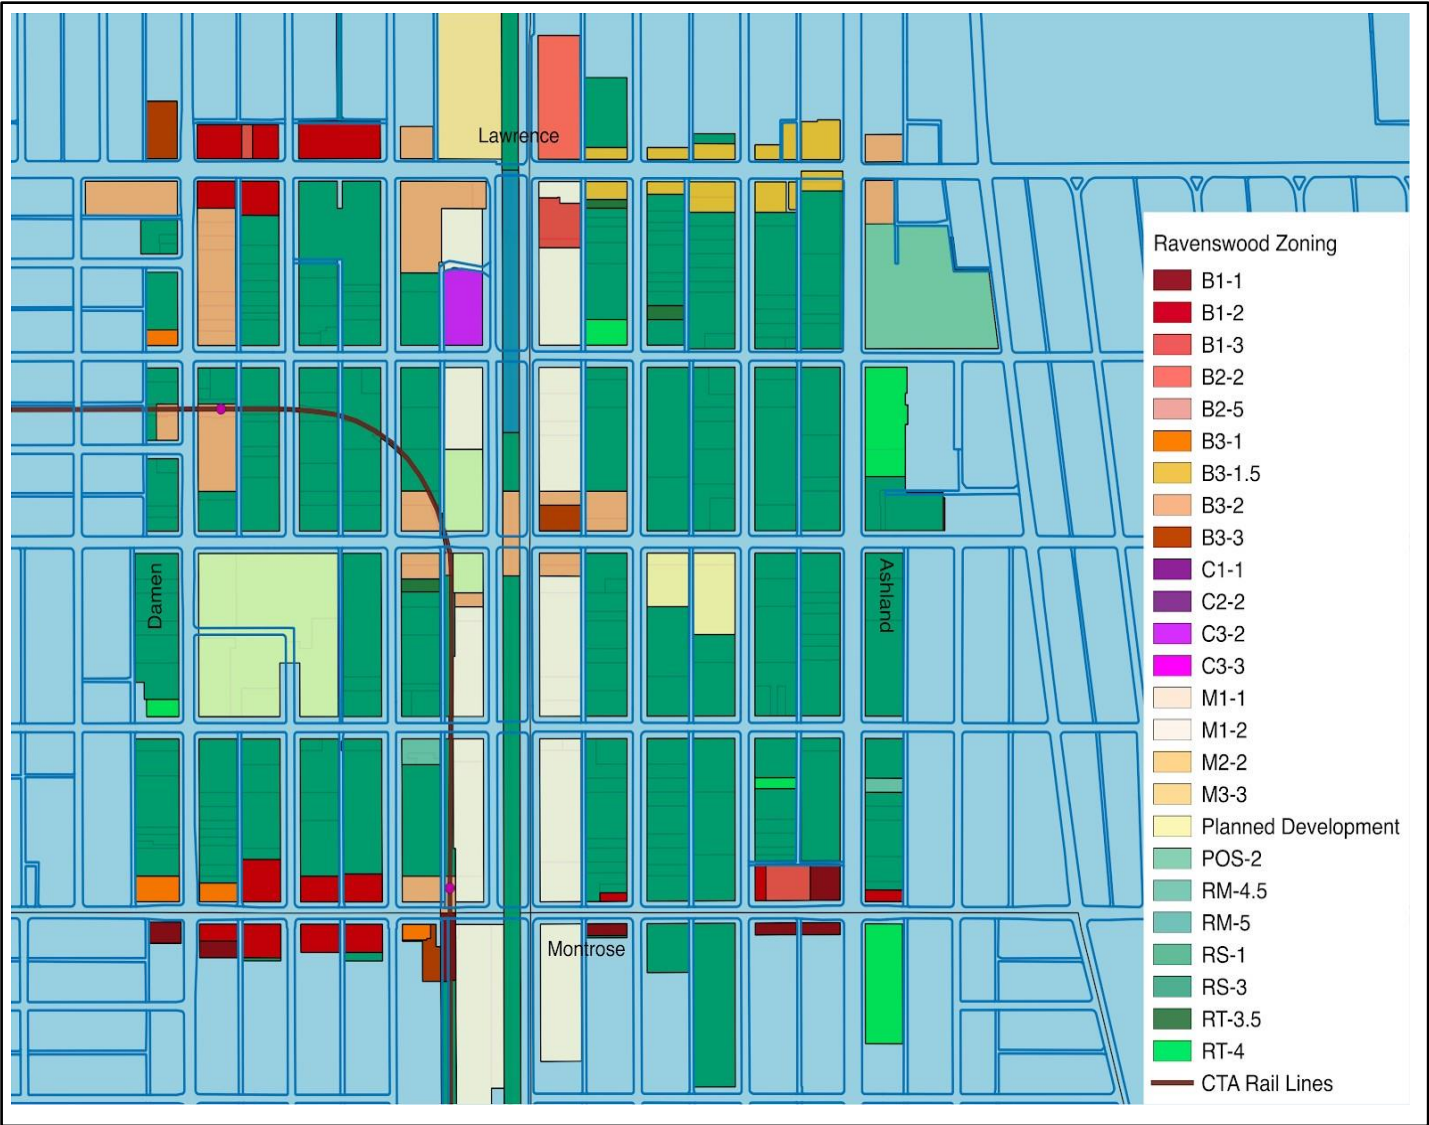 Lawrence
Ravenswood Zoning
B1-1
B1-2
B1-3
B2-2
B2-5
B3-1
B3-1.5
B3-2
B3-3
C1-1
C2-2
C3-2
C3-3
M1-1
M1-2
M2-2
M3-3
Planned Development
POS-2
RM-4.5
RM-5
RS-1
RS-3
RT-3.5
RT-4
CTA Rail Lines
Damen
Ashland
Montrose